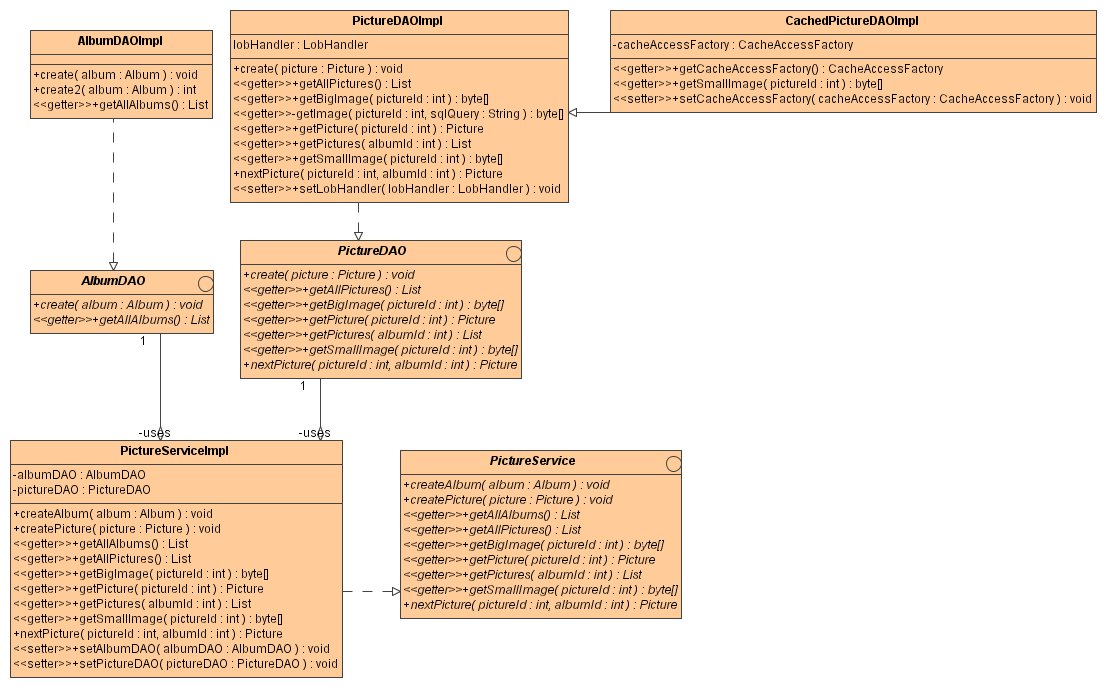 AlbumDAOImpl
+create( album : Album ) : void
+create2( album : Album ) : int
<<getter>>+getAllAlbums() : List
PictureDAOImpl
lobHandler : LobHandler
+create( picture : Picture ) : void
<<getter>>+getAllPictures() : List
<<getter>>+getBigImage( pictureId : int ) : byte[]
<<getter>>-getImage( pictureId : int, sqlQuery : String ) : byte[]
<<getter>>+getPicture( pictureId : int ) : Picture
<<getter>>+getPictures( albumId : int ) : List
<<getter>>+getSmallImage( pictureId : int ) : byte[]
+nextPicture( pictureId : int, albumId : int ) : Picture
<<setter>>+setLobHandler( lobHandler : LobHandler ) : void
CachedPictureDAOImpl
-cacheAccessFactory : CacheAccessFactory
<<getter>>+getCacheAccessFactory() : CacheAccessFactory
<<getter>>+getSmallImage( pictureId : int ) : byte[]
<<setter>>+setCacheAccessFactory( cacheAccessFactory : CacheAccessFactory ) : void
AlbumDAO
+create( album : Album ) : void
<<getter>>+getAllAlbums() : List
1
-uses
PictureDAO
+create( picture : Picture ) : void
<<getter>>+getAllPictures() : List
<<getter>>+getBigImage( pictureId : int ) : byte[]
<<getter>>+getPicture( pictureId : int ) : Picture
<<getter>>+getPictures( albumId : int ) : List
<<getter>>+getSmallImage( pictureId : int ) : byte[]
+nextPicture( pictureId : int, albumId : int ) : Picture
1
-uses
PictureServiceImpl
-albumDAO : AlbumDAO
-pictureDAO : PictureDAO
+createAlbum( album : Album ) : void
+createPicture( picture : Picture ) : void
<<getter>>+getAllAlbums() : List
<<getter>>+getAllPictures() : List
<<getter>>+getBigImage( pictureId : int ) : byte[]
<<getter>>+getPicture( pictureId : int ) : Picture
<<getter>>+getPictures( albumId : int ) : List
<<getter>>+getSmallImage( pictureId : int ) : byte[]
+nextPicture( pictureId : int, albumId : int ) : Picture
<<setter>>+setAlbumDAO( albumDAO : AlbumDAO ) : void
<<setter>>+setPictureDAO( pictureDAO : PictureDAO ) : void
PictureService
+createAlbum( album : Album ) : void
+createPicture( picture : Picture ) : void
<<getter>>+getAllAlbums() : List
<<getter>>+getAllPictures() : List
<<getter>>+getBigImage( pictureId : int ) : byte[]
<<getter>>+getPicture( pictureId : int ) : Picture
<<getter>>+getPictures( albumId : int ) : List
<<getter>>+getSmallImage( pictureId : int ) : byte[]
+nextPicture( pictureId : int, albumId : int ) : Picture